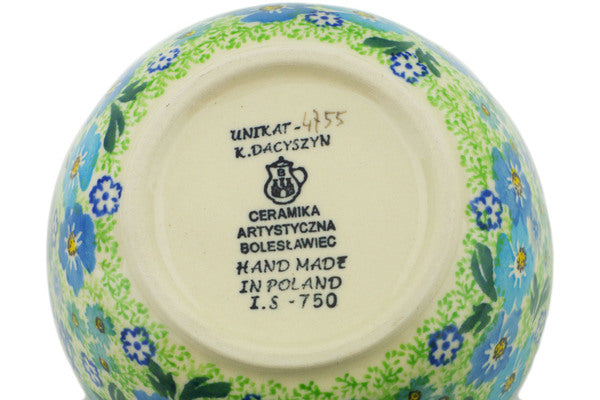 UNIKAT-4755
K.DACYSZYN
B
CERAMIKA
ARTYSTYCZNA
BOLESŁAWIEC
HAND MADE
IN POLAND
I.S -750